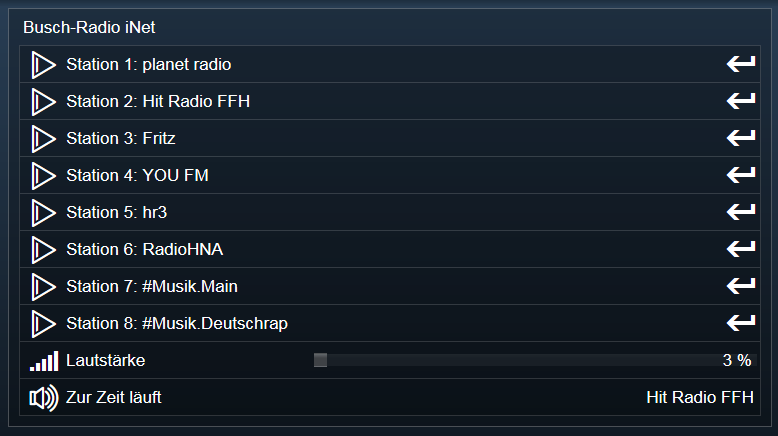 Busch-Radio iNet
Station 1: planet radio
Station 2: Hit Radio FFH
Station 3: Fritz
Station 4: YOU FM
Station 5: hr3
Station 6: RadioHNA
Station 7: #Musik.Main
Station 8: #Musik.Deutschrap
Lautstärke 3 %
Zur Zeit läuft Hit Radio FFH